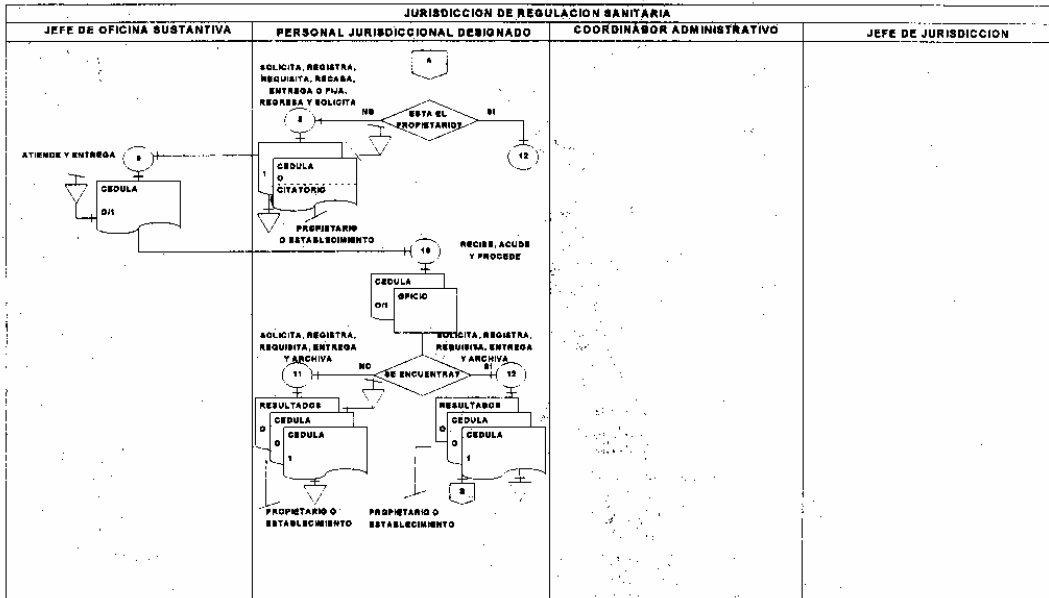 JURISDICCION DE REGULACION SANITARIA
JEFE DE OFICINA SUSTANTIVA
PERSONAL JURISDICCIONAL DESIGNADO
COORDINADOR ADMINISTRATIVO
JEFE DE JURISDICCION
A
SOLICITA, REGISTRA,
REQUISITA, RECABA,
ENTREGA O FIJA,
REGRESA Y SOLICITA
NO
ESTA EL
PROPIETARIO?
SI
12
ATIENDE Y ENTREGA
9
CEDULA
O/1
1
CEDULA
O
CITATORIO
PROPIETARIO
O ESTABLECIMIENTO
10
RECIBE, ACUDE
Y PROCEDE
CEDULA
O/1
OFICIO
SOLICITA, REGISTRA,
REQUISITA, ENTREGA
Y ARCHIVA
11
NO
SE ENCUENTRA?
SI
SOLICITA, REGISTRA,
REQUISITA, ENTREGA
Y ARCHIVA
12
RESULTADOS
O
CEDULA
O
CEDULA
1
RESULTADOS
O
CEDULA
O
CEDULA
1
PROPIETARIO O
ESTABLECIMIENTO
PROPIETARIO O
ESTABLECIMIENTO